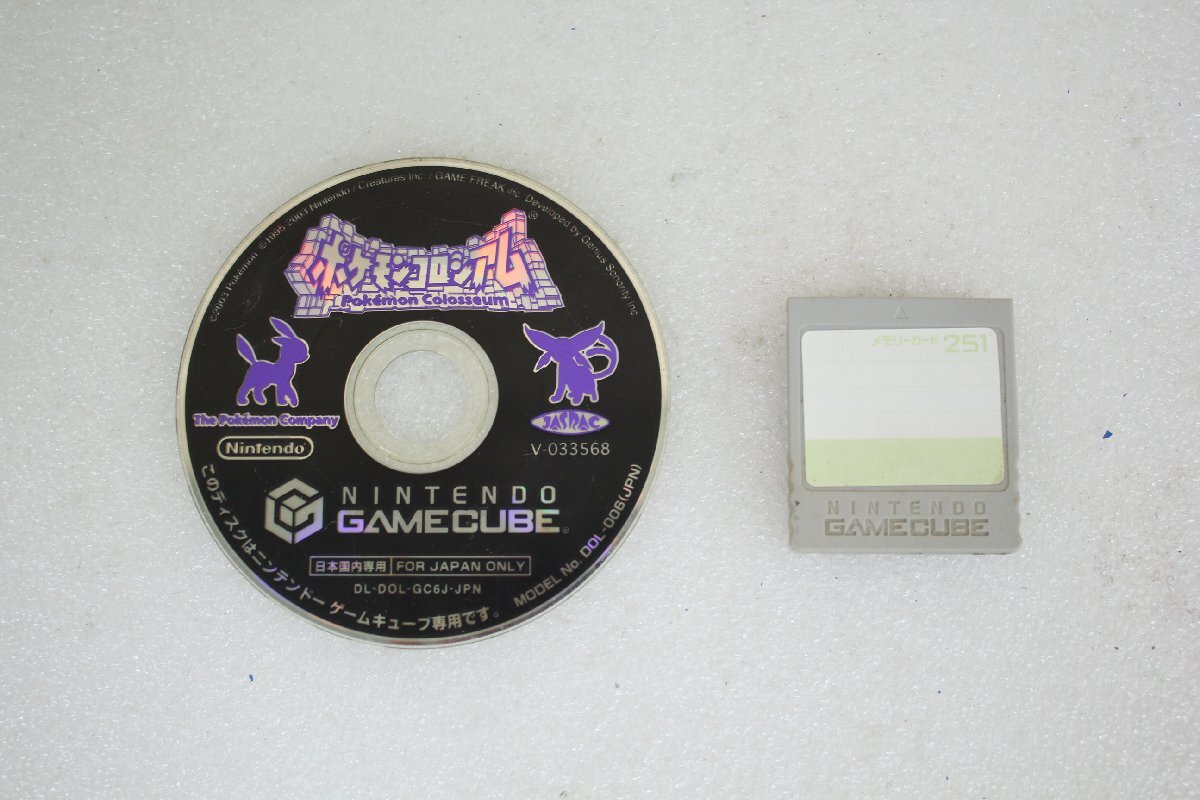 ©2003 Pokémon ©1995-2003 Nintendo / Creatures Inc. / GAME FREAK inc. Developed by Genius Sonority Inc.
ポケモンコロシアム®
Pokémon Colosseum
The Pokémon Company
JASRAC
Nintendo
V-033568
NINTENDO
GAMECUBE®
日本国内専用 FOR JAPAN ONLY
DL-DOL-GC6J-JPN
このディスクはニンテンドー ゲームキューブ専用です。
MODEL No. DOL-006(JPN)
メモリーカード 251
NINTENDO
GAMECUBE